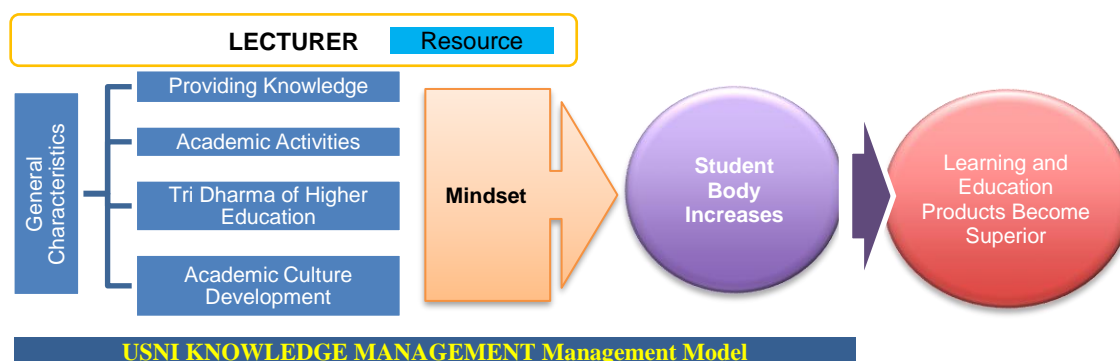 LECTURER Resource
General
Characteristics
Providing Knowledge
Academic Activities
Tri Dharma of Higher
Education
Academic Culture
Development
Mindset
Student
Body
Increases
Learning and
Education
Products Become
Superior
USNI KNOWLEDGE MANAGEMENT Management Model